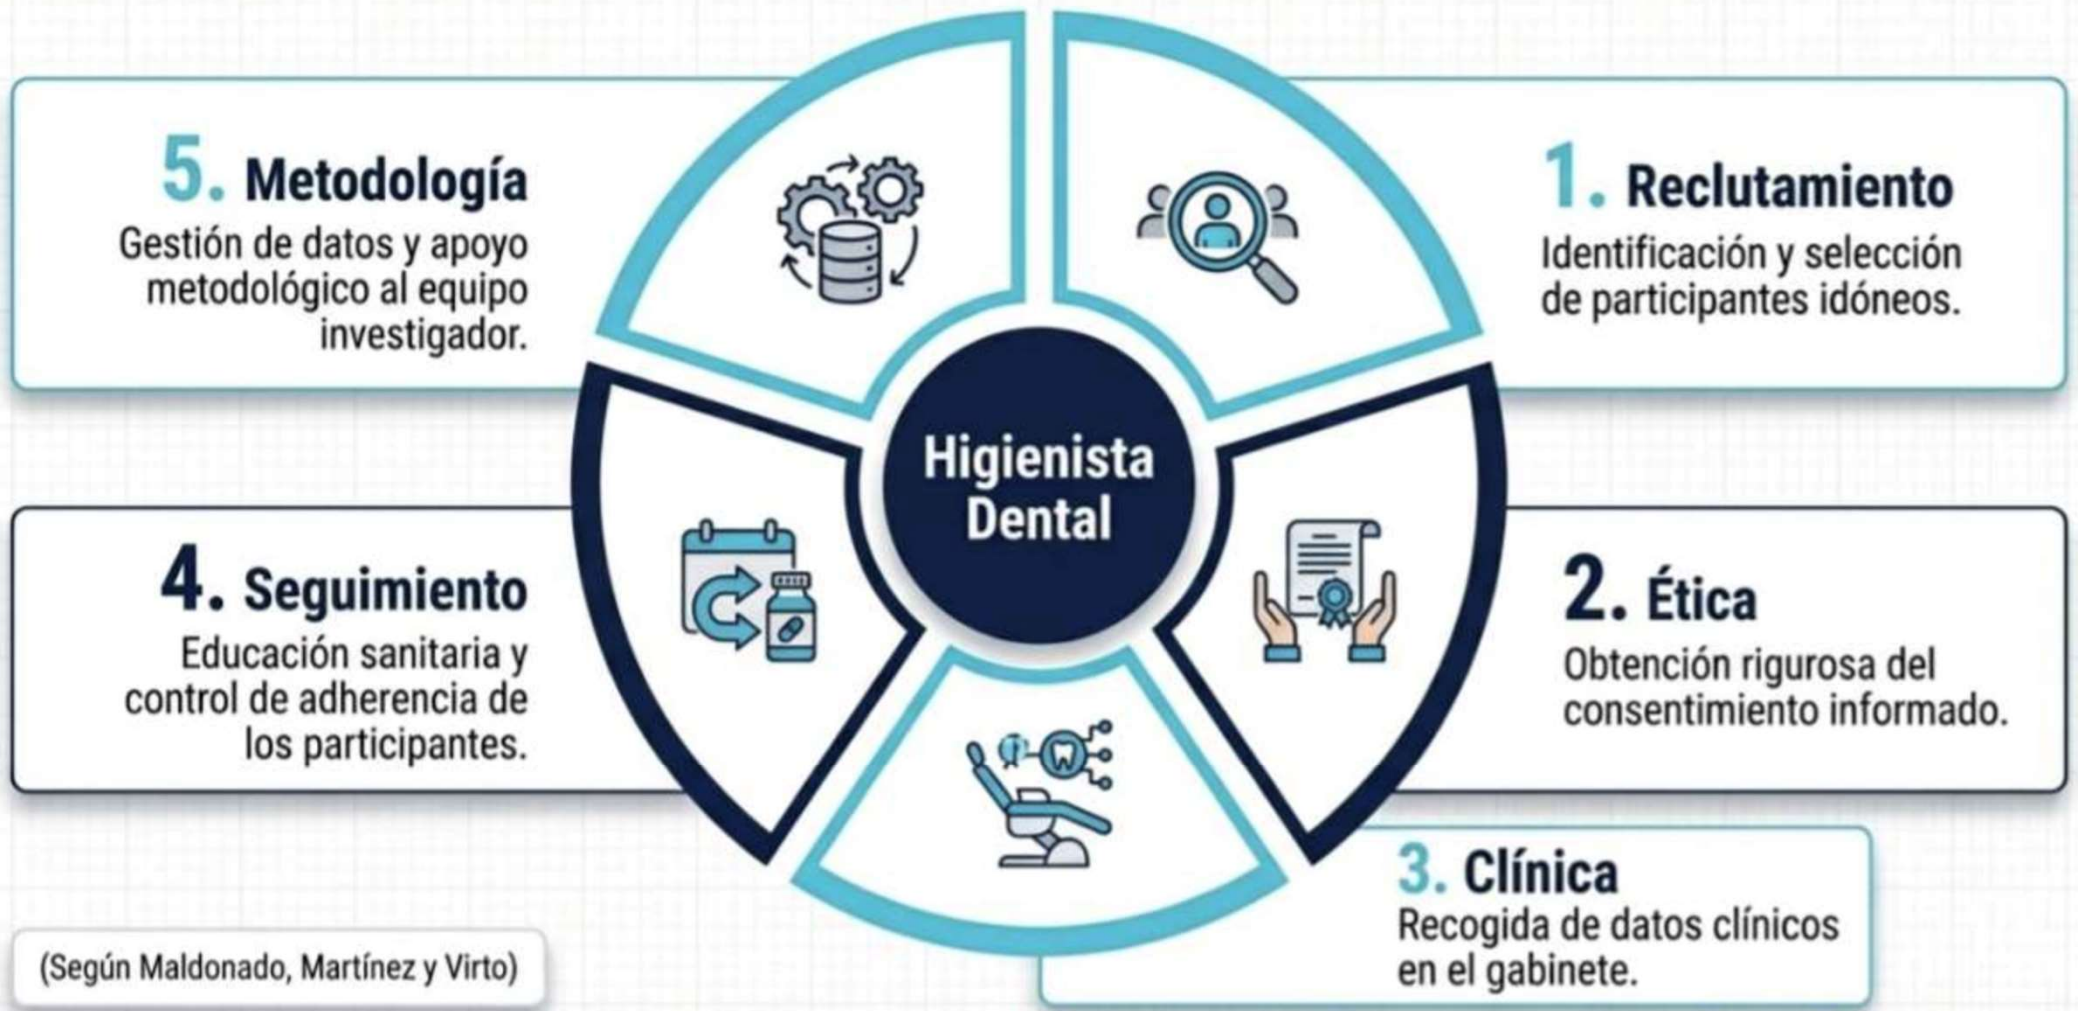 Higienista
Dental
1. Reclutamiento
Identificación y selección
de participantes idóneos.
2. Ética
Obtención rigurosa del
consentimiento informado.
3. Clínica
Recogida de datos clínicos
en el gabinete.
4. Seguimiento
Educación sanitaria y
control de adherencia de
los participantes.
5. Metodología
Gestión de datos y apoyo
metodológico al equipo
investigador.
(Según Maldonado, Martínez y Virto)